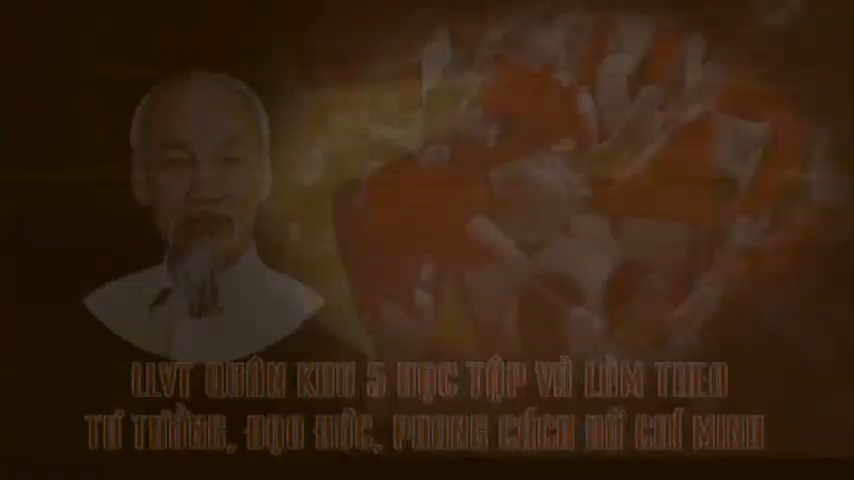 LLVT QUÂN KHU 5 HỌC TẬP VÀ LÀM THEO
TƯ TƯỞNG, ĐẠO ĐỨC, PHONG CÁCH HỒ CHÍ MINH